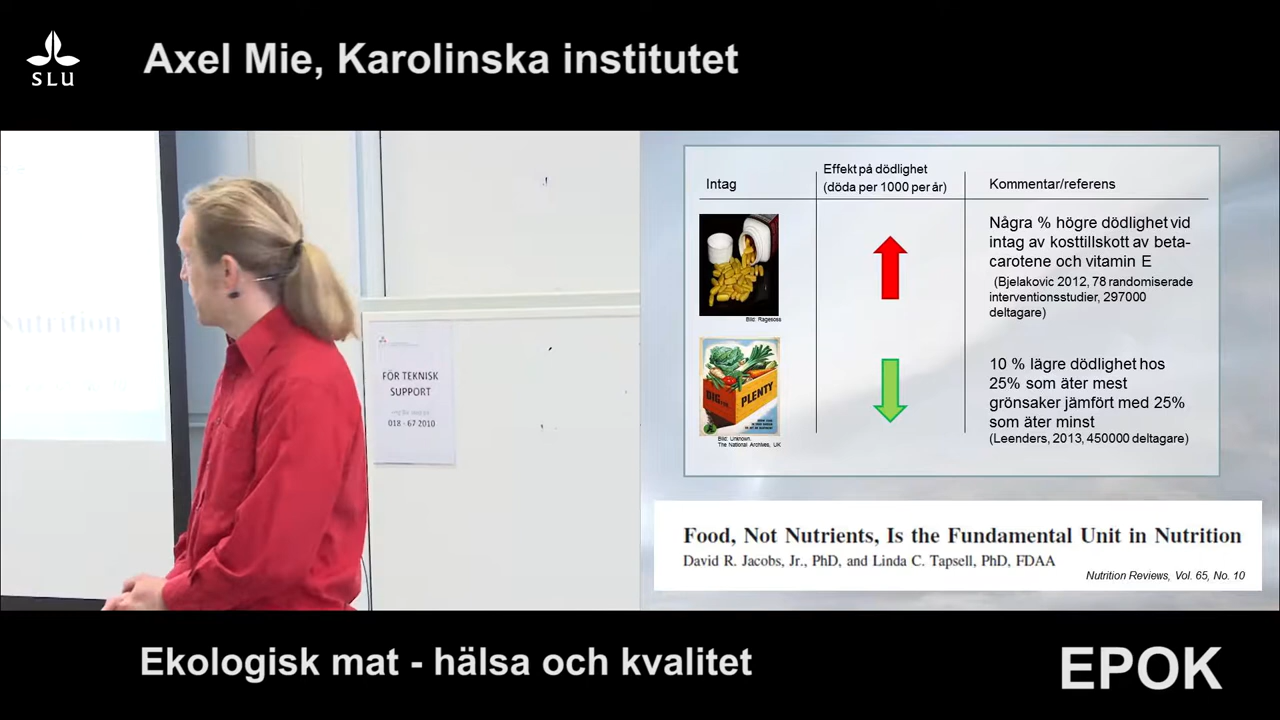 SLU
Axel Mie, Karolinska institutet
Nutrition
FÖR TEKNISK
SUPPORT
018 - 67 2010
Intag
Effekt på dödlighet
(döda per 1000 per år)
Kommentar/referens
Några % högre dödlighet vid
intag av kosttillskott av beta-
carotene och vitamin E
(Bjelakovic 2012, 78 randomiserade
interventionsstudier, 297000
deltagare)
Bild: Ragesoss
DIG FOR
PLENTY
Bild: Unknown.
The National Archives, UK
10 % lägre dödlighet hos
25% som äter mest
grönsaker jämfört med 25%
som äter minst
(Leenders, 2013, 450000 deltagare)
Food, Not Nutrients, Is the Fundamental Unit in Nutrition
David R. Jacobs, Jr., PhD, and Linda C. Tapsell, PhD, FDAA
Nutrition Reviews, Vol. 65, No. 10
Ekologisk mat - hälsa och kvalitet
EPOK